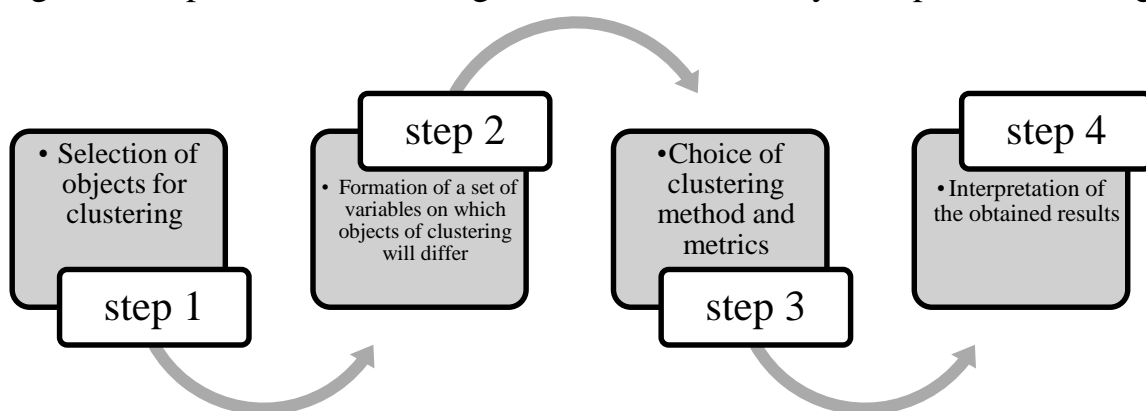 • Selection of
objects for
clustering
step 1
step 2
• Formation of a set of
variables on which
objects of clustering
will differ
•Choice of
clustering
method and
metrics
step 3
step 4
•Interpretation of
the obtained results